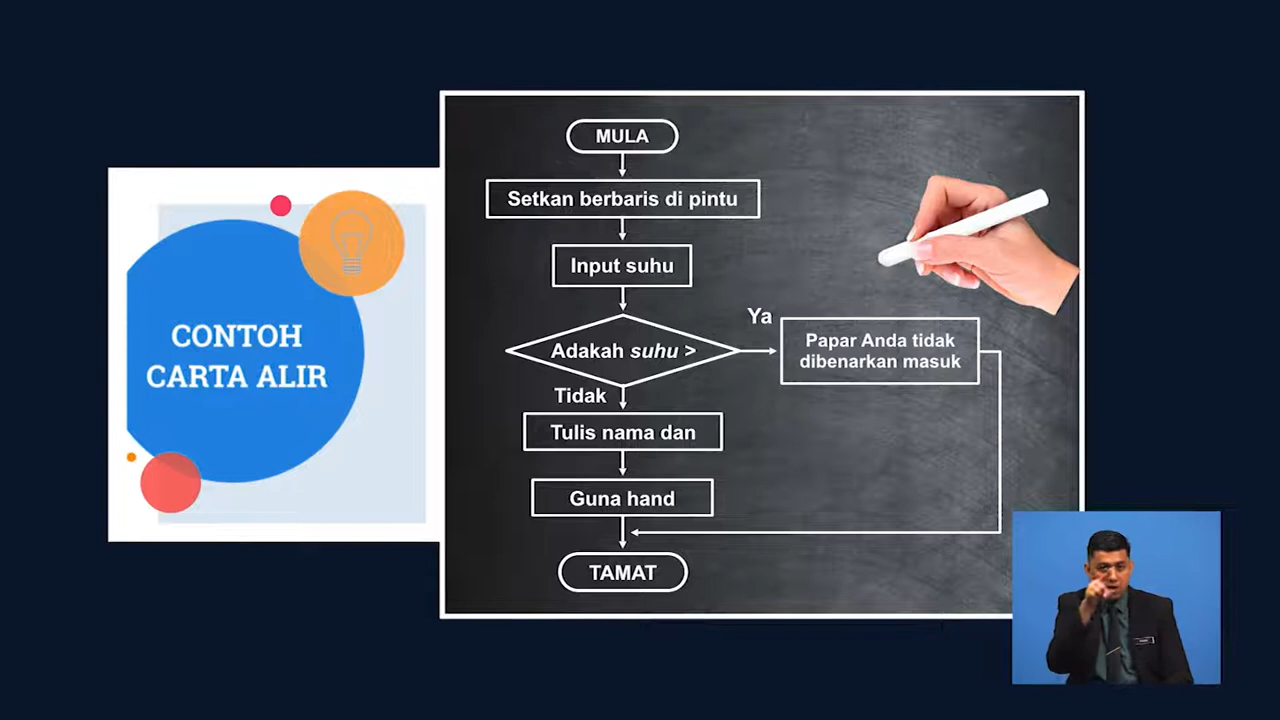 CONTOH
CARTA ALIR
MULA
Setkan berbaris di pintu
Input suhu
Adakah suhu >
Ya
Papar Anda tidak
dibenarkan masuk
Tidak
Tulis nama dan
Guna hand
TAMAT